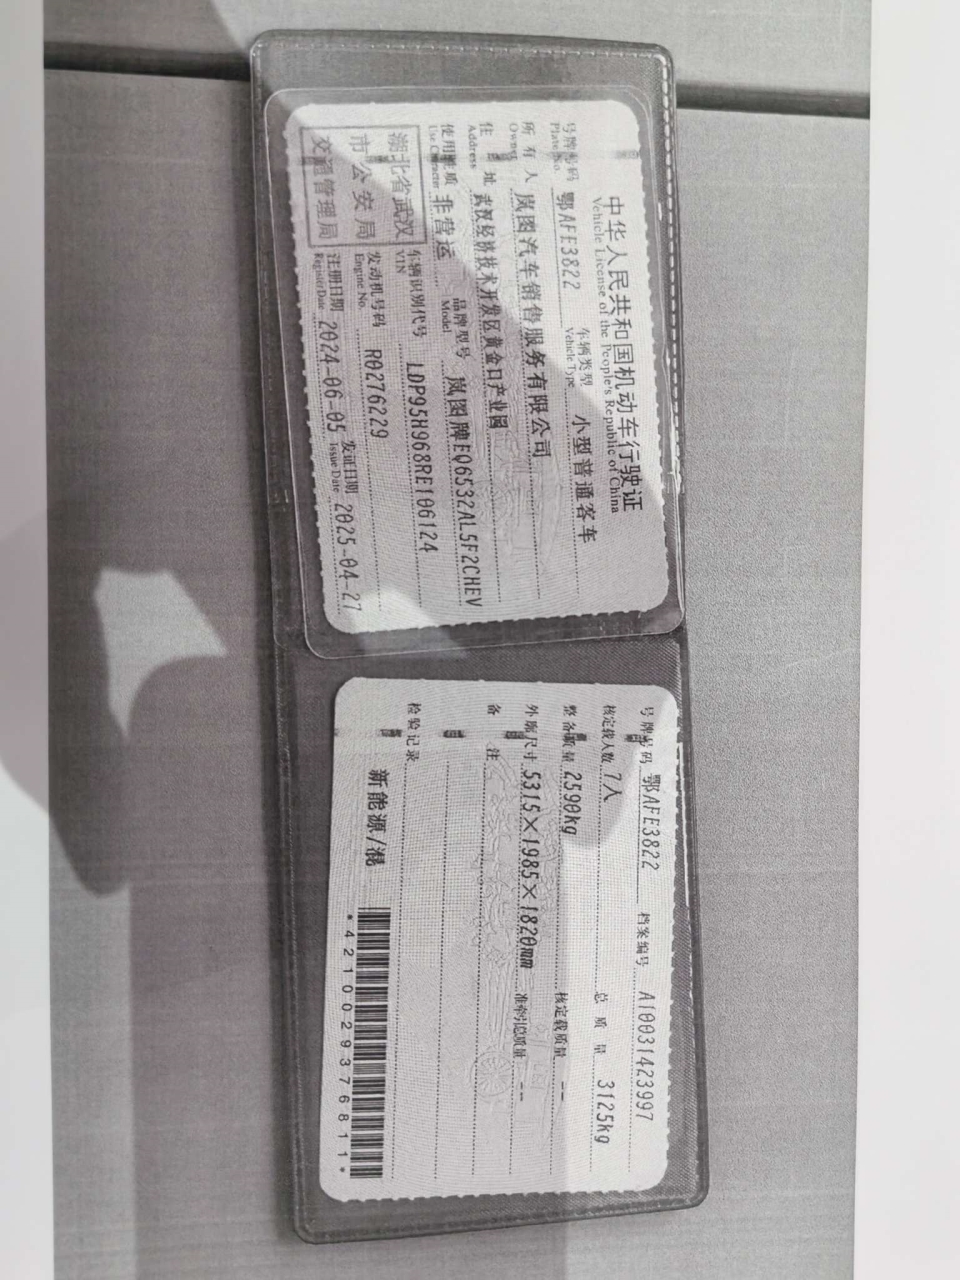 中华人民共和国机动车行驶证
Vehicle License of the People's Republic of China
号牌号码 鄂AFE3822 车辆类型 小型普通客车
Plate No. Vehicle Type
所有人 岚图汽车销售服务有限公司
Owner
住址 武汉经济技术开发区黄金口产业园
Address
使用性质 非营运 品牌型号 岚图牌EQ6532AL5F2CHEV
Use Character Model
湖北省武汉
市公安局
交通管理局
车辆识别代号 LDP95H968RE106124
VIN
发动机号码 R0276229
Engine No.
注册日期 2024-06-05 发证日期 2025-04-27
Register Date Issue Date
号牌号码 鄂AFE3822 档案编号 A10031423997
核定载人数 7人 总质量 3125kg
整备质量 2590kg 核定载质量 --
外廓尺寸 5315×1985×1820mm 准牵引总质量 --
备注
检验记录
新能源/混
*4210029376811*